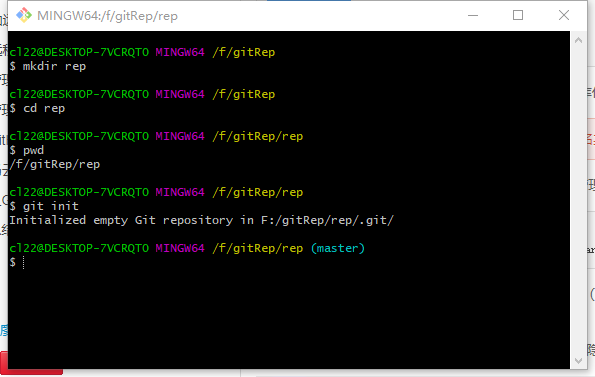 MINGW64:/f/gitRep/rep
cl22@DESKTOP-7VCRQTO MINGW64 /f/gitRep
$ mkdir rep
cl22@DESKTOP-7VCRQTO MINGW64 /f/gitRep
$ cd rep
cl22@DESKTOP-7VCRQTO MINGW64 /f/gitRep/rep
$ pwd
/f/gitRep/rep
cl22@DESKTOP-7VCRQTO MINGW64 /f/gitRep/rep
$ git init
Initialized empty Git repository in F:/gitRep/rep/.git/
cl22@DESKTOP-7VCRQTO MINGW64 /f/gitRep/rep (master)
$